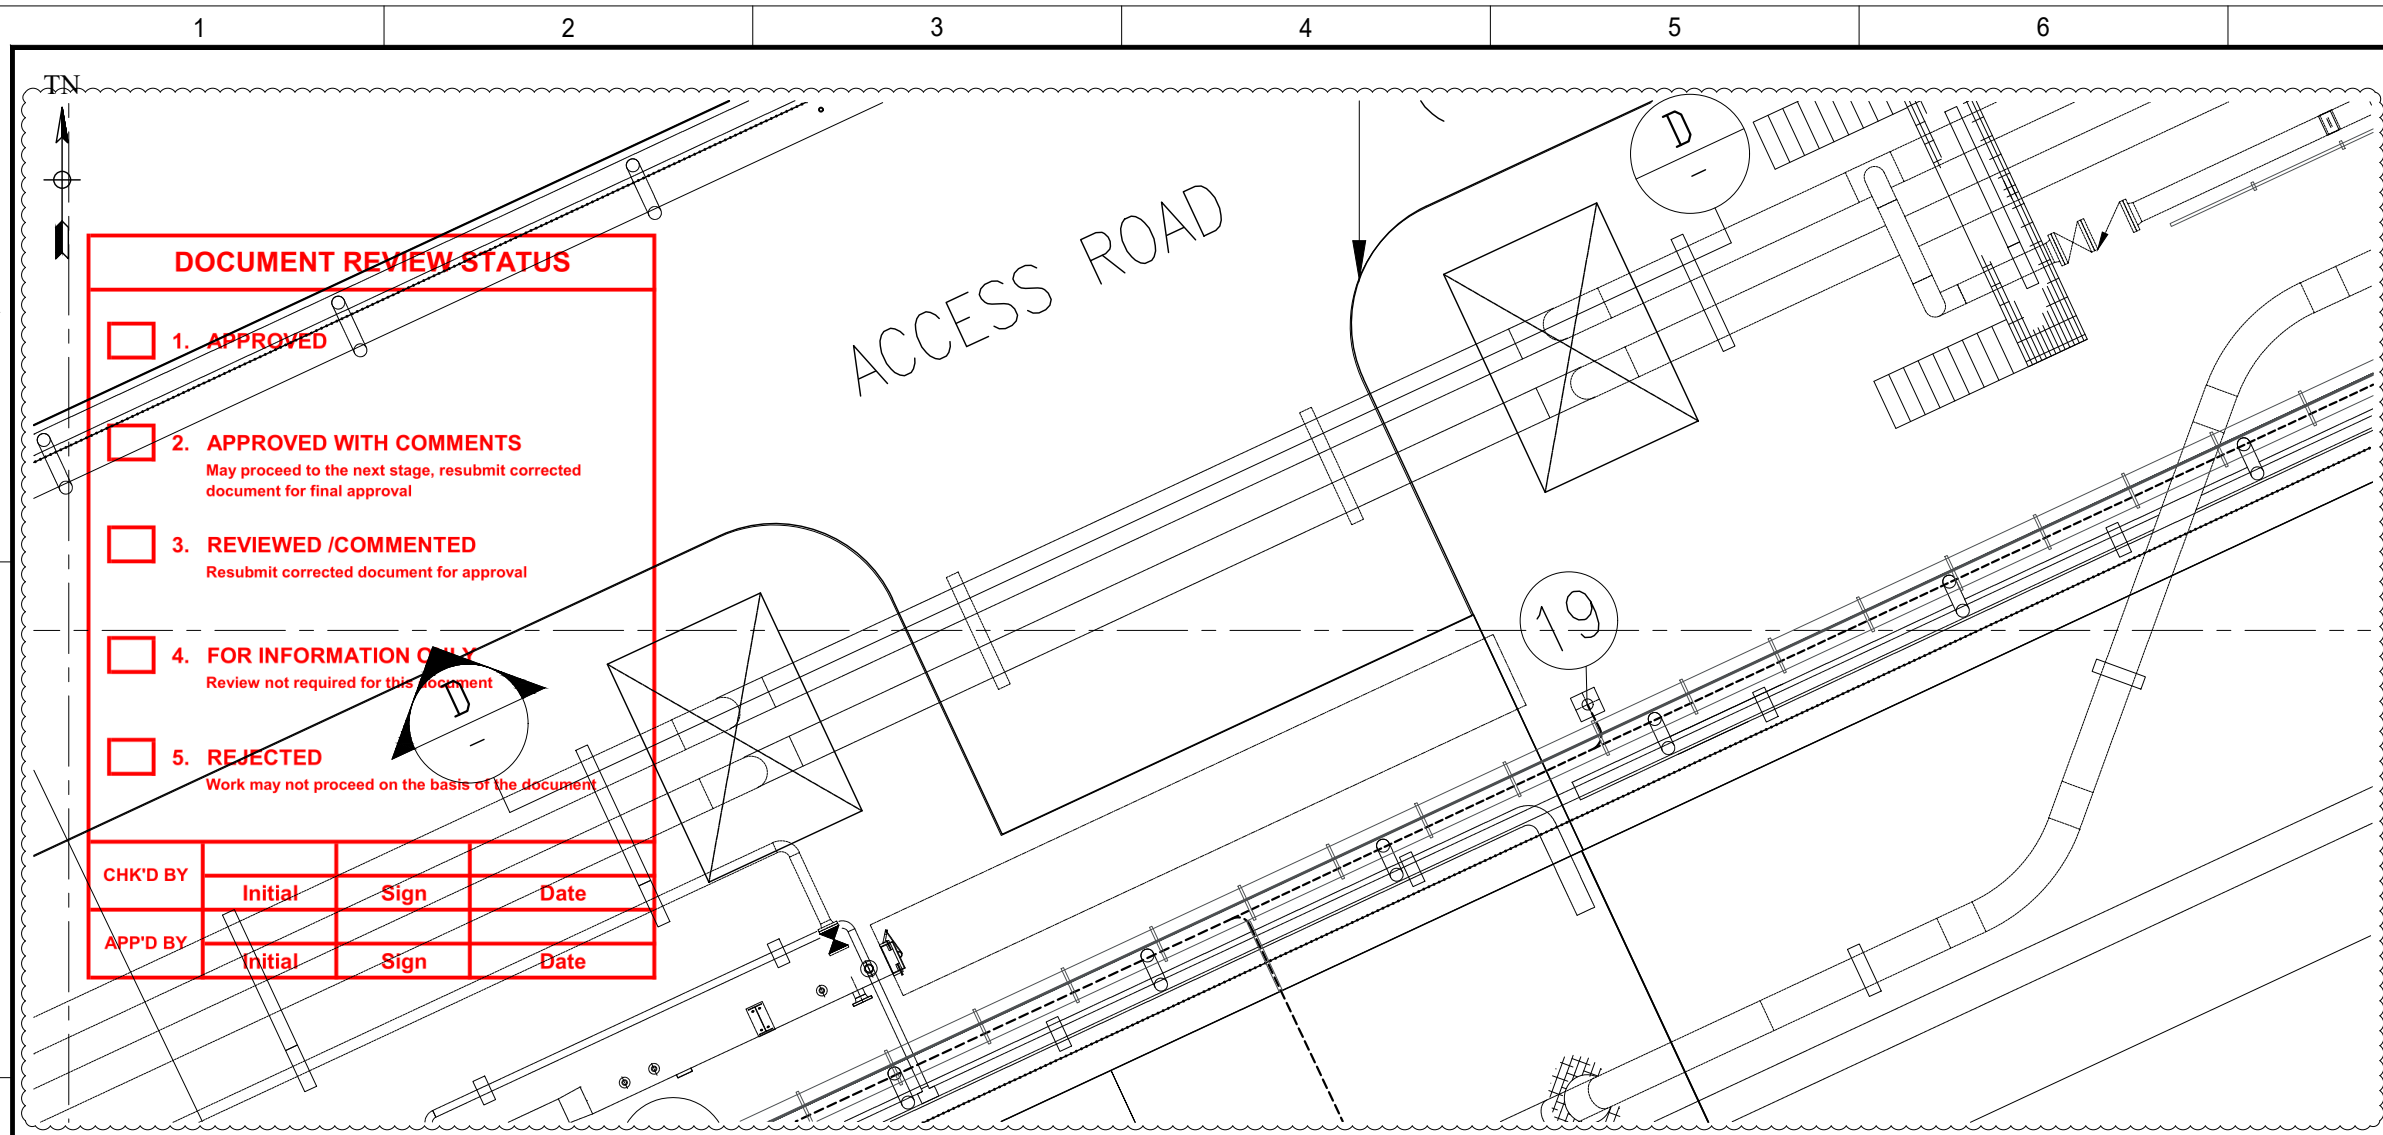 1 2 3 4 5 6
TN
D
-
ACCESS ROAD
DOCUMENT REVIEW STATUS
1. APPROVED
2. APPROVED WITH COMMENTS
May proceed to the next stage, resubmit corrected
document for final approval
3. REVIEWED /COMMENTED
Resubmit corrected document for approval
4. FOR INFORMATION ONLY
Review not required for this document
5. REJECTED
Work may not proceed on the basis of the document
CHK'D BY
Initial Sign Date
APP'D BY
Initial Sign Date
D
-
19